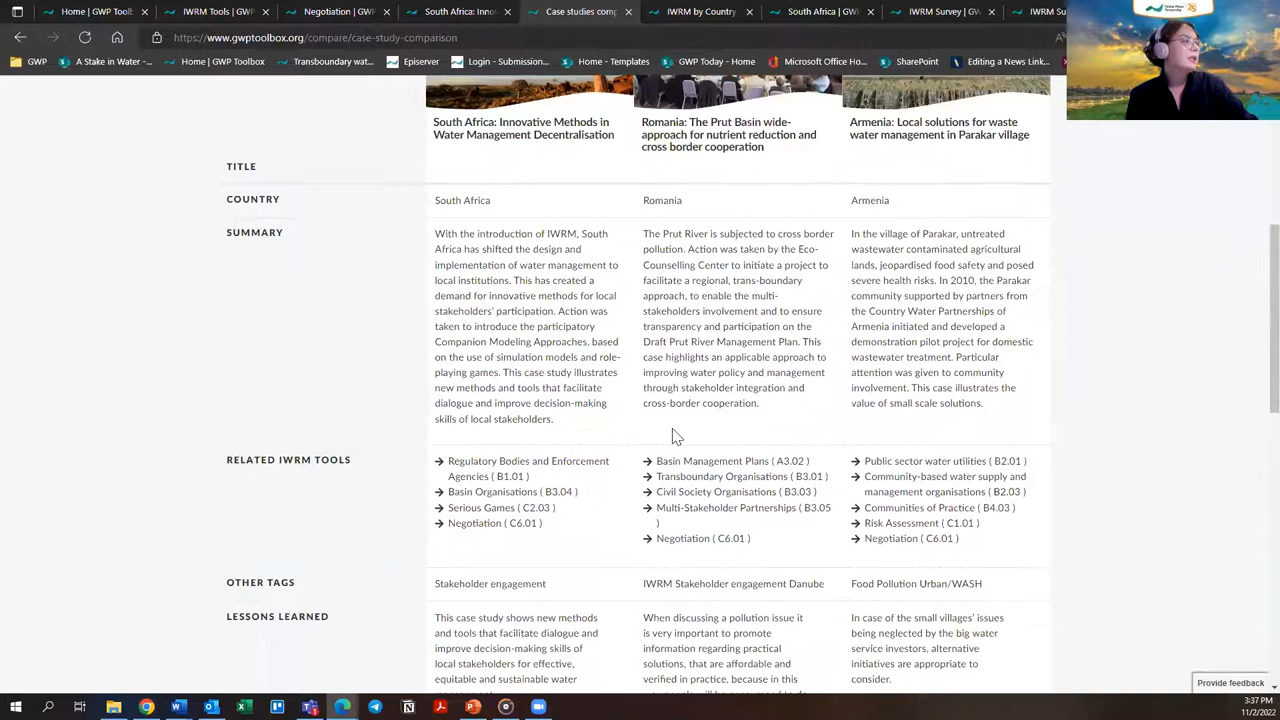 Home | GWP Tool:
IWRM Tools | GWP
Negotiation | GWP
South Africa: Inno
Case studies comp
IWRM by Country
South Africa | GW
IWRM Survey | GW
IWRM Su
https://www.gwptoolbox.org/compare/case-study-comparison
GWP
A Stake in Water -...
Home | GWP Toolbox
Transboundary wat...
Episerver
Login - Submission...
Home - Templates
GWP Today - Home
Microsoft Office Ho...
SharePoint
Editing a News Link...
South Africa: Innovative Methods in
Water Management Decentralisation
Romania: The Prut Basin wide-
approach for nutrient reduction and
cross border cooperation
Armenia: Local solutions for waste
water management in Parakar village
TITLE
COUNTRY
South Africa
Romania
Armenia
SUMMARY
With the introduction of IWRM, South
Africa has shifted the design and
implementation of water management to
local institutions. This has created a
demand for innovative methods for local
stakeholders' participation. Action was
taken to introduce the participatory
Companion Modeling Approaches, based
on the use of simulation models and role-
playing games. This case study illustrates
new methods and tools that facilitate
dialogue and improve decision-making
skills of local stakeholders.
The Prut River is subjected to cross border
pollution. Action was taken by the Eco-
Counselling Center to initiate a project to
facilitate a regional, trans-boundary
approach, to enable the multi-
stakeholders involvement and to ensure
transparency and participation on the
Draft Prut River Management Plan. This
case highlights an applicable approach to
improving water policy and management
through stakeholder integration and
cross-border cooperation.
In the village of Parakar, untreated
wastewater contaminated agricultural
lands, jeopardised food safety and posed
severe health risks. In 2010, the Parakar
community supported by partners from
the Country Water Partnerships of
Armenia initiated and developed a
demonstration pilot project for domestic
wastewater treatment. Particular
attention was given to community
involvement. This case illustrates the
value of small scale solutions.
RELATED IWRM TOOLS
Regulatory Bodies and Enforcement
Agencies ( B1.01 )
Basin Organisations ( B3.04 )
Serious Games ( C2.03 )
Negotiation ( C6.01 )
Basin Management Plans ( A3.02 )
Transboundary Organisations ( B3.01 )
Civil Society Organisations ( B3.03 )
Multi-Stakeholder Partnerships ( B3.05
)
Negotiation ( C6.01 )
Public sector water utilities ( B2.01 )
Community-based water supply and
management organisations ( B2.03 )
Communities of Practice ( B4.03 )
Risk Assessment ( C1.01 )
Negotiation ( C6.01 )
OTHER TAGS
Stakeholder engagement
IWRM Stakeholder engagement Danube
Food Pollution Urban/WASH
LESSONS LEARNED
This case study shows new methods
and tools that facilitate dialogue and
improve decision-making skills of
local stakeholders for effective,
equitable and sustainable water
When discussing a pollution issue it
is very important to promote
information regarding practical
solutions, that are affordable and
verified in practice, because in this
In case of the small villages' issues
being neglected by the big water
service investors, alternative
initiatives are appropriate to
consider.
Provide feedback
3:37 PM
11/2/2022